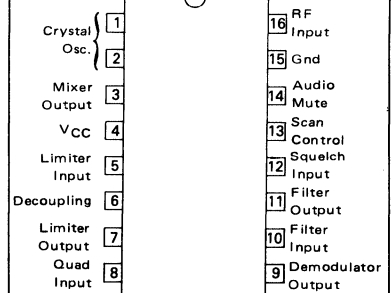 Crystal
Osc.
1
2
Mixer
Output
3
VCC
4
Limiter
Input
5
Decoupling
6
Limiter
Output
7
Quad
Input
8
16
RF
Input
15
Gnd
14
Audio
Mute
13
Scan
Control
12
Squelch
Input
11
Filter
Output
10
Filter
Input
9
Demodulator
Output